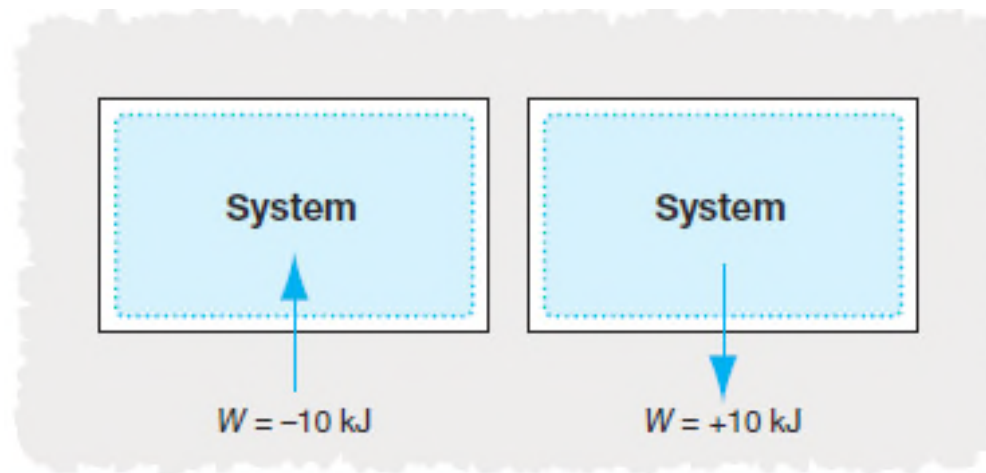 System
System
W = –10 kJ
W = +10 kJ